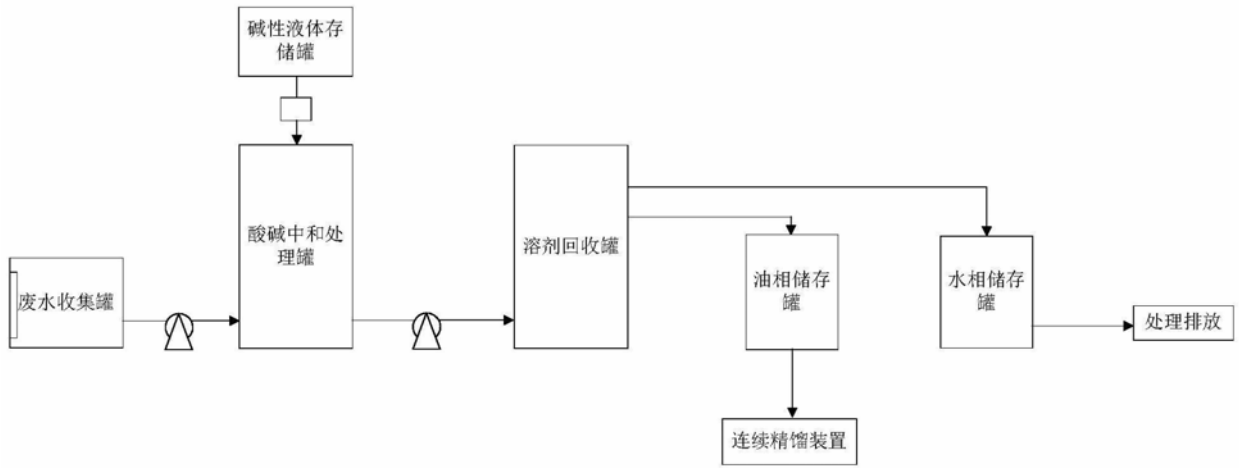 碱性液体存
储罐
酸碱中和处
理罐
溶剂回收罐
废水收集罐
油相储存
罐
水相储存
罐
处理排放
连续精馏装置